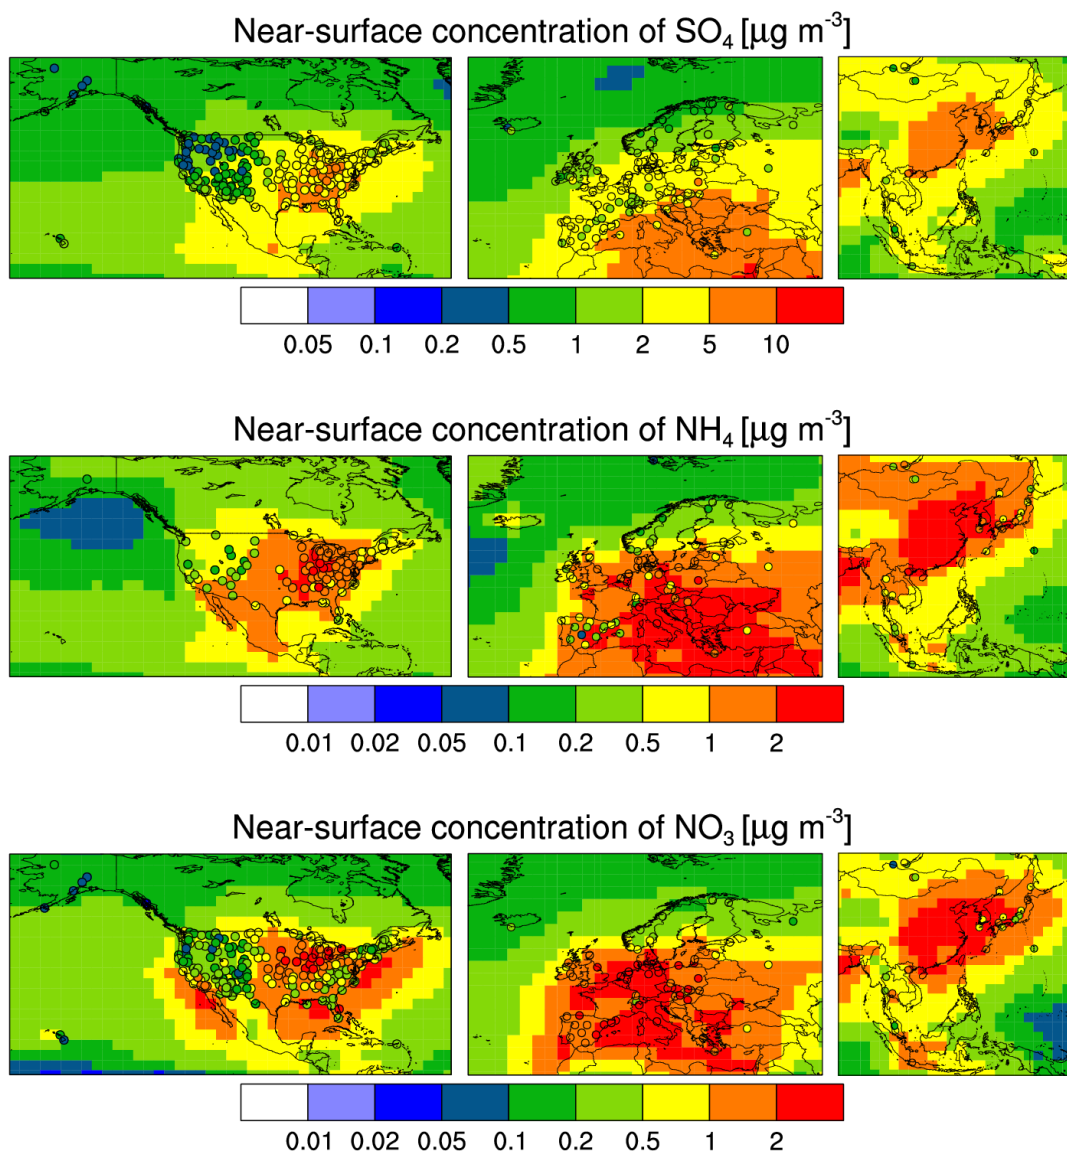 Near-surface concentration of SO₄ [μg m⁻³]
0.05 0.1 0.2 0.5 1 2 5 10
Near-surface concentration of NH₄ [μg m⁻³]
0.01 0.02 0.05 0.1 0.2 0.5 1 2
Near-surface concentration of NO₃ [μg m⁻³]
0.01 0.02 0.05 0.1 0.2 0.5 1 2